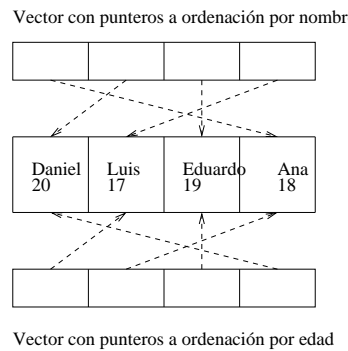 Vector con punteros a ordenación por nombr
Daniel Luis Eduardo Ana
20 17 19 18
Vector con punteros a ordenación por edad